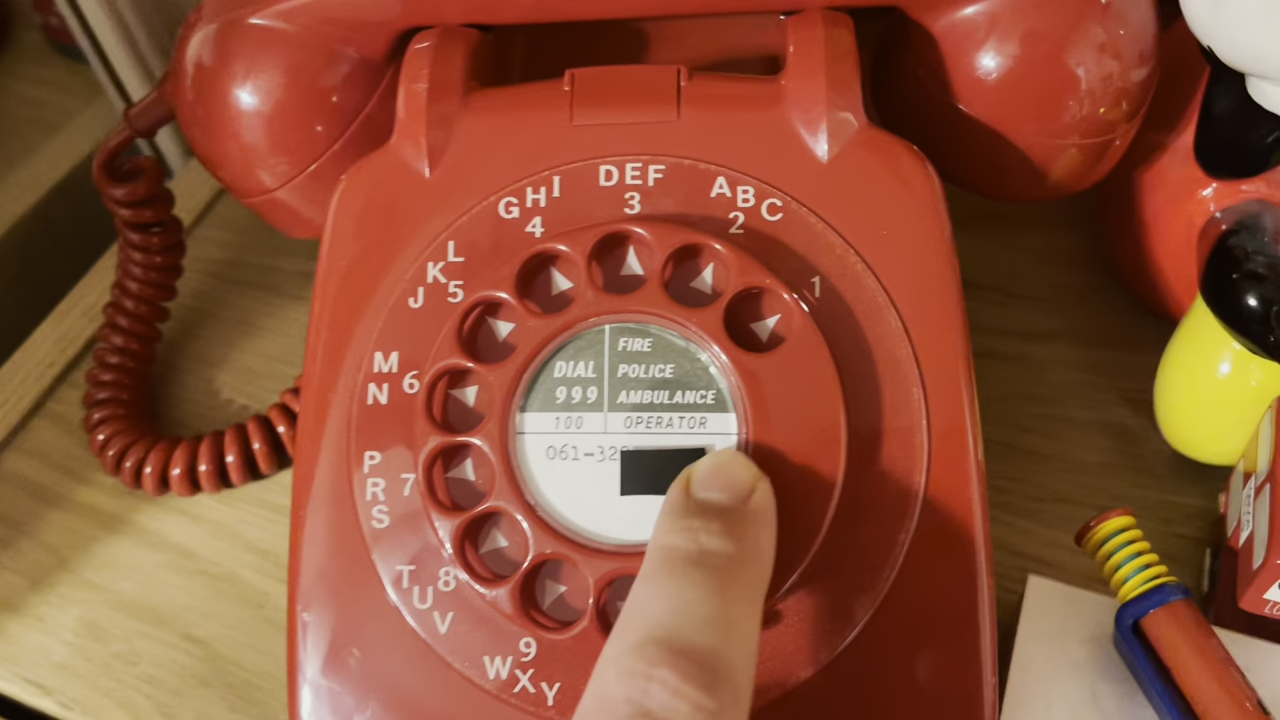 GHI DEF ABC
4 3 2
JKL
5
1
MN 6
PRS 7
TUV 8
9
WXY
DIAL 999
FIRE
POLICE
AMBULANCE
100 OPERATOR
061-32